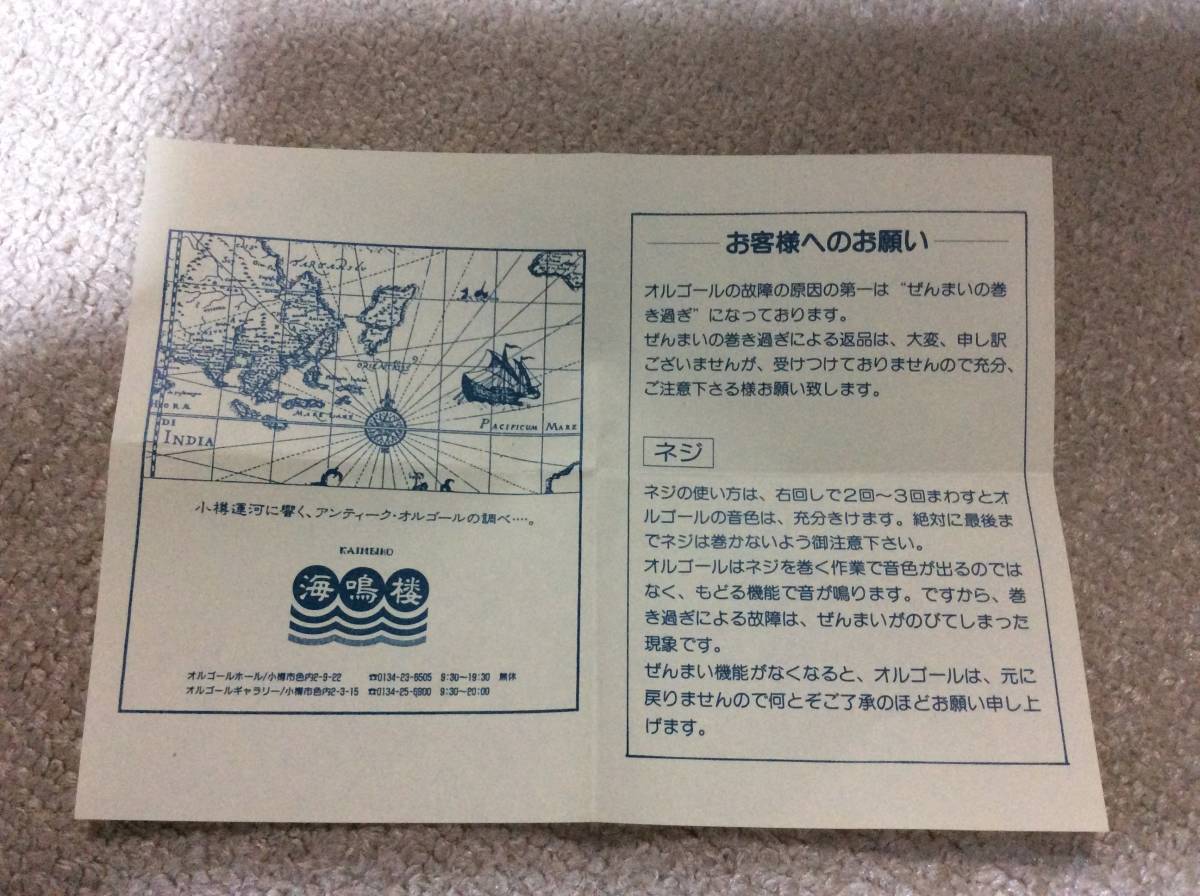 TARTARIA
ORIENTALIS
MARE LANT
DORÆ
DI
INDIA
PACIFICUM MARE
小樽運河に響く、アンティーク・オルゴールの調べ‥‥。
KAIMEIRO
海鳴楼
オルゴールホール/小樽市色内2-9-22 ☎0134-23-6505 9:30〜19:30 無休
オルゴールギャラリー/小樽市色内2-3-15 ☎0134-25-6800 9:30〜20:00
お客様へのお願い
オルゴールの故障の原因の第一は“ぜんまいの巻
き過ぎ”になっております。
ぜんまいの巻き過ぎによる返品は、大変、申し訳
ございませんが、受けつけておりませんので充分、
ご注意下さる様お願い致します。
ネジ
ネジの使い方は、右回しで2回〜3回まわすとオ
ルゴールの音色は、充分きけます。絶対に最後ま
でネジは巻かないよう御注意下さい。
オルゴールはネジを巻く作業で音色が出るのでは
なく、もどる機能で音が鳴ります。ですから、巻
き過ぎによる故障は、ぜんまいがのびてしまった
現象です。
ぜんまい機能がなくなると、オルゴールは、元に
戻りませんので何とぞご了承のほどお願い申し上
げます。